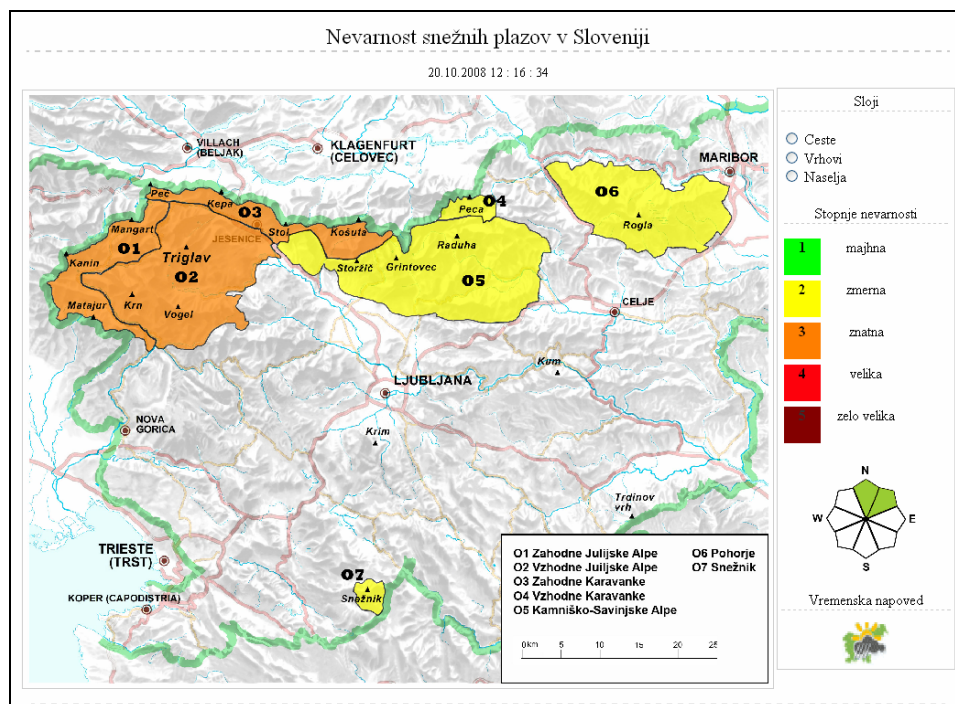 Nevarnost snežnih plazov v Sloveniji
20.10.2008 12 : 16 : 34
VILLACH
(BELJAK)
KLAGENFURT
(CELOVEC)
MARIBOR
Peč
Kepa
O3
Mangart
JESENICE
Stol
Košuta
Peca
O4
O6
Rogla
O1
Kanin
Triglav
O2
Storžič
Grintovec
Raduha
O5
Matajur
Krn
Vogel
CELJE
Kum
LJUBLJANA
NOVA
GORICA
Krim
Trdinov
vrh
TRIESTE
(TRST)
KOPER (CAPODISTRIA)
O7
Snežnik
O1 Zahodne Julijske Alpe
O2 Vzhodne Julijske Alpe
O3 Zahodne Karavanke
O4 Vzhodne Karavanke
O5 Kamniško-Savinjske Alpe
O6 Pohorje
O7 Snežnik
0km 5 10 15 20 25
Sloji
Ceste
Vrhovi
Naselja
Stopnje nevarnosti
1 majhna
2 zmerna
3 znatna
4 velika
5 zelo velika
N
W E
S
Vremenska napoved